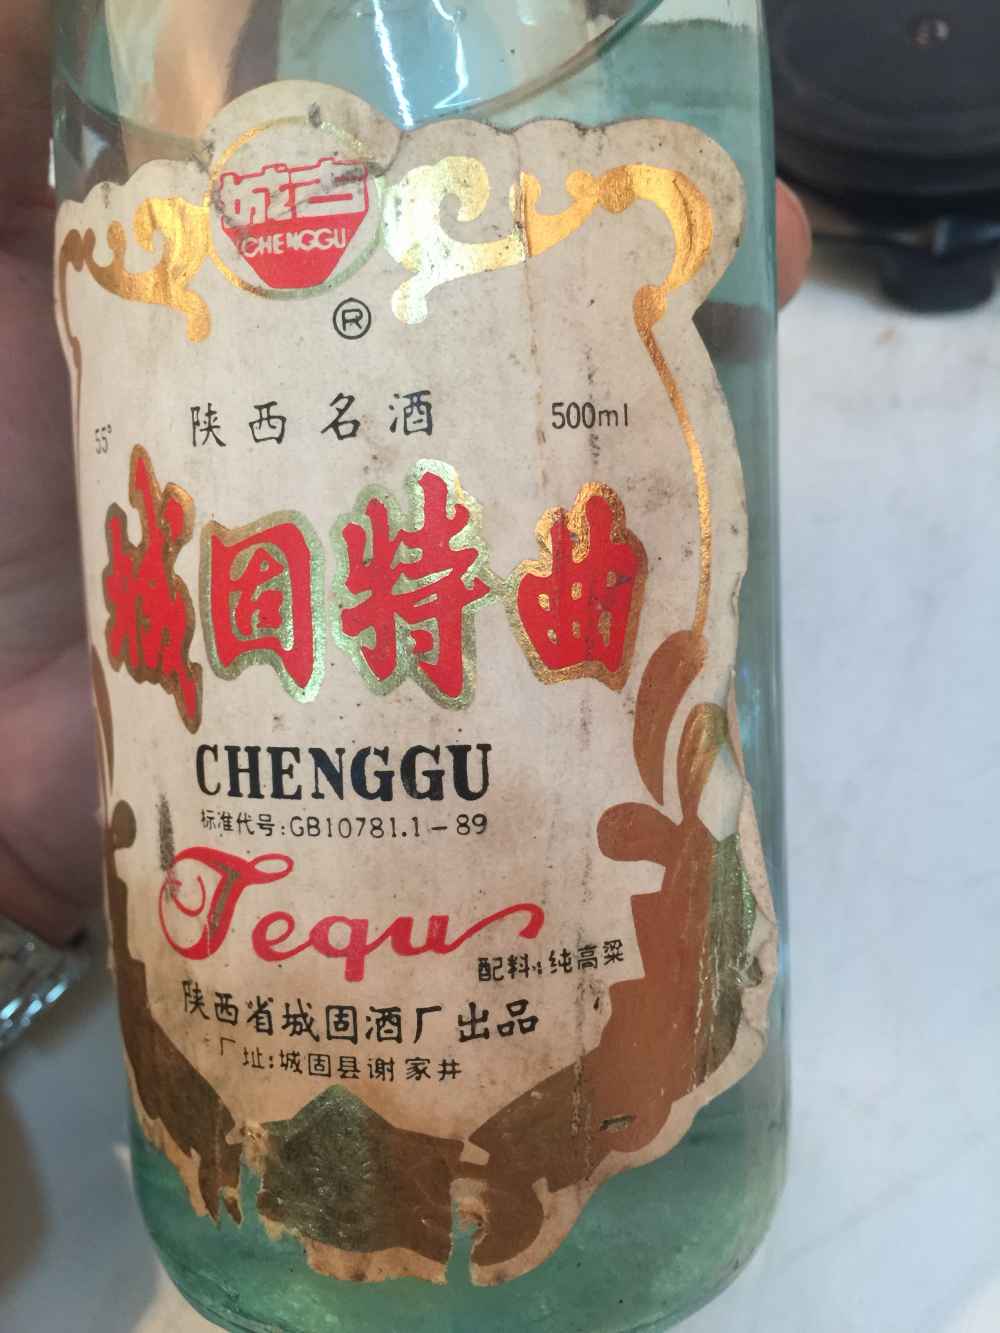 城古
CHENGGU
®
55° 陕西名酒 500ml
城固特曲
CHENGGU
标准代号:GB10781.1-89
Tequ
配料:纯高粱
陕西省城固酒厂出品
厂址:城固县谢家井